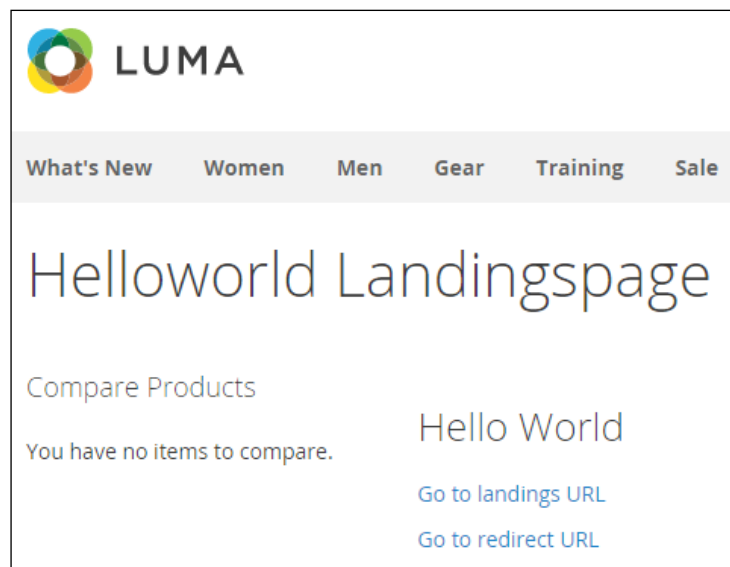 LUMA
What's New Women Men Gear Training Sale
Helloworld Landingspage
Compare Products
You have no items to compare.
Hello World
Go to landings URL
Go to redirect URL